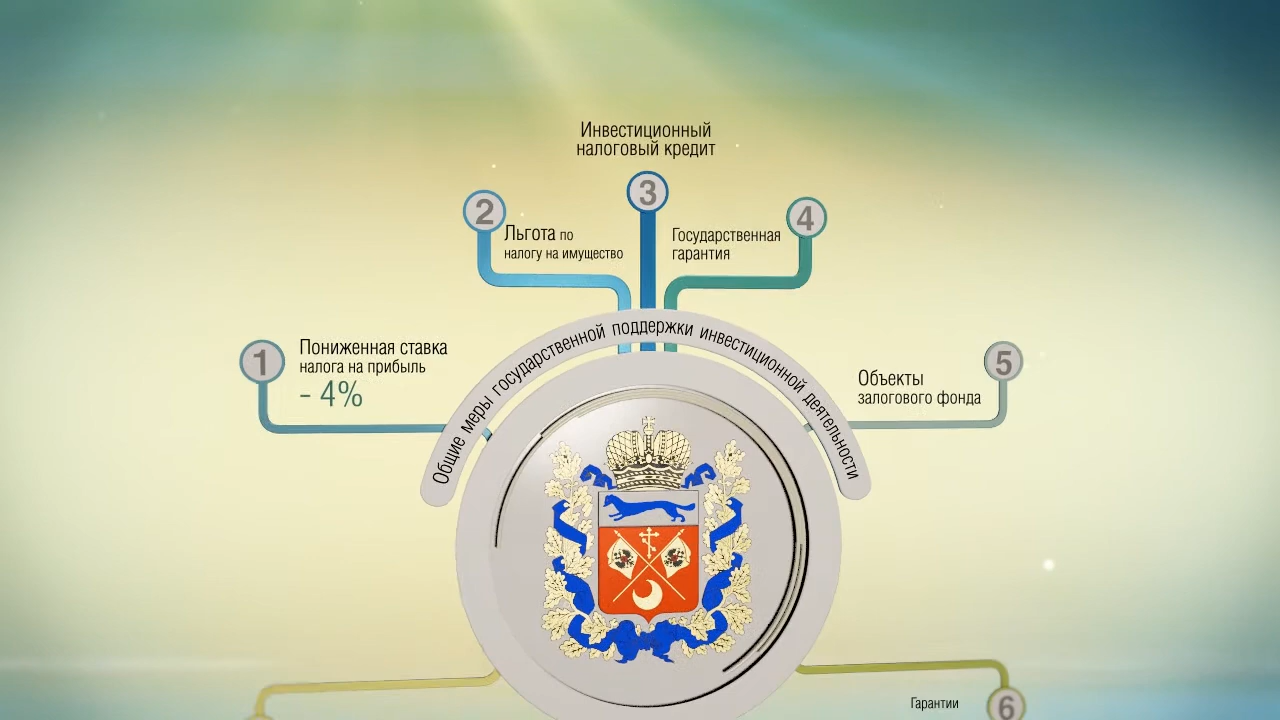 Инвестиционный
налоговый кредит
3
2
4
Льгота по
налогу на имущество
Государственная
гарантия
Общие меры государственной поддержки инвестиционной деятельности
1
Пониженная ставка
налога на прибыль
- 4%
5
Объекты
залогового фонда
Гарантии
6